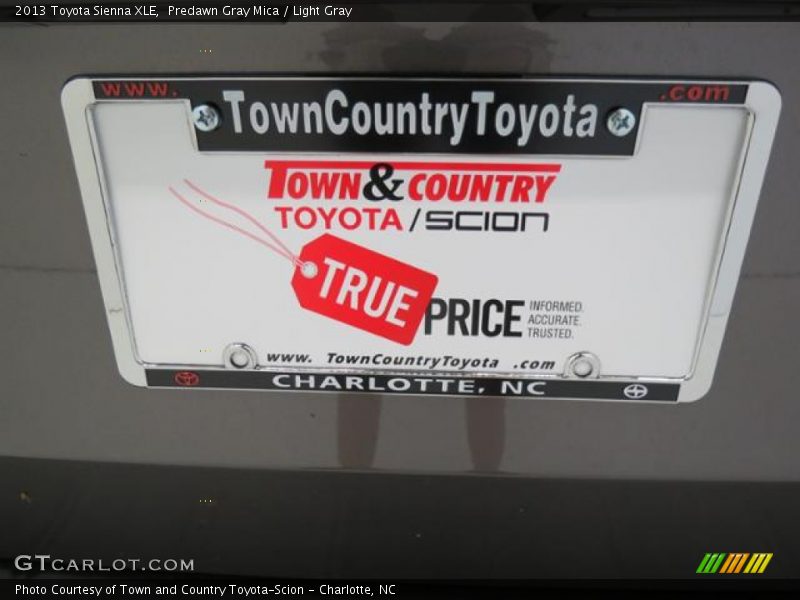 2013 Toyota Sienna XLE,  Predawn Gray Mica / Light Gray
www. .com
TownCountryToyota
TOWN & COUNTRY
TOYOTA / SCION
TRUE PRICE
INFORMED.
ACCURATE.
TRUSTED.
www. TownCountryToyota .com
CHARLOTTE, NC
GTCARLOT.COM
Photo Courtesy of Town and Country Toyota-Scion - Charlotte, NC